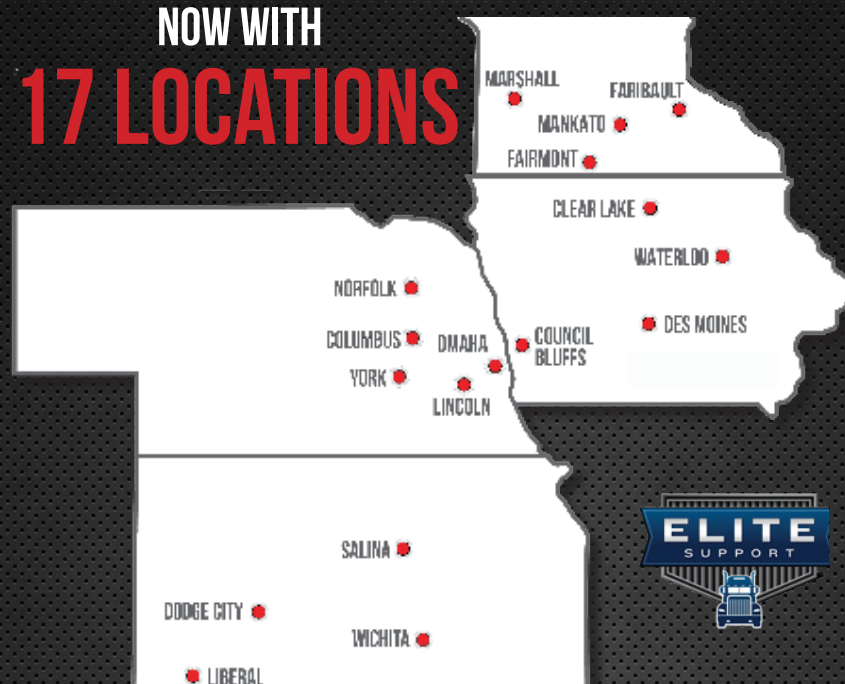 NOW WITH
17 LOCATIONS
MARSHALL
FARIBAULT
MANKATO
FAIRMONT
CLEAR LAKE
WATERLOO
NORFOLK
COLUMBUS
OMAHA
COUNCIL
BLUFFS
DES MOINES
YORK
LINCOLN
SALINA
DODGE CITY
WICHITA
LIBERAL
ELITE
SUPPORT